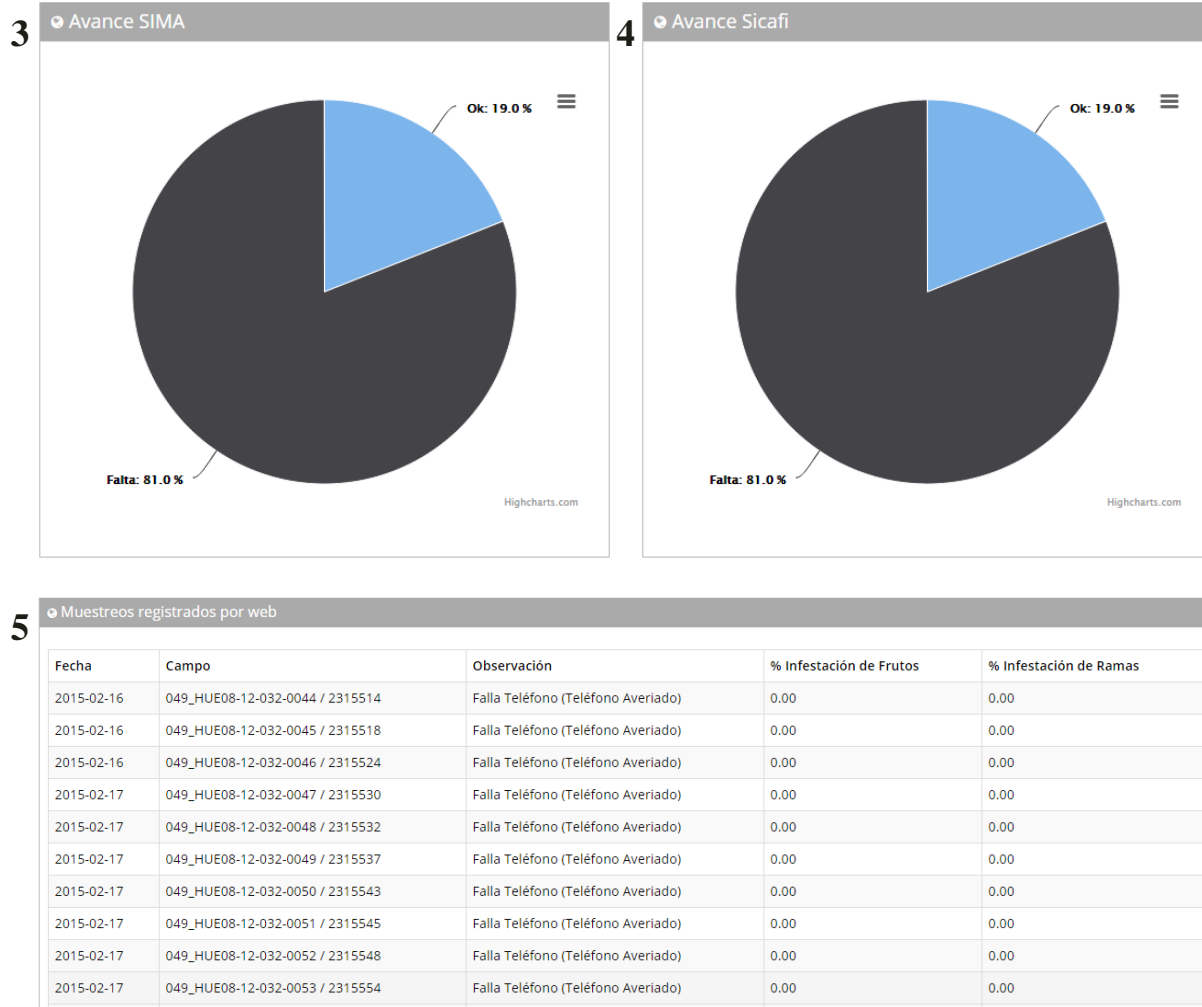 3
Avance SIMA
Ok: 19.0 %
Falta: 81.0 %
Highcharts.com
4
Avance Sicafi
Ok: 19.0 %
Falta: 81.0 %
Highcharts.com
5
Muestreos registrados por web
Fecha Campo Observación % Infestación de Frutos % Infestación de Ramas
2015-02-16 049_HUE08-12-032-0044 / 2315514 Falla Teléfono (Teléfono Averiado) 0.00 0.00
2015-02-16 049_HUE08-12-032-0045 / 2315518 Falla Teléfono (Teléfono Averiado) 0.00 0.00
2015-02-16 049_HUE08-12-032-0046 / 2315524 Falla Teléfono (Teléfono Averiado) 0.00 0.00
2015-02-17 049_HUE08-12-032-0047 / 2315530 Falla Teléfono (Teléfono Averiado) 0.00 0.00
2015-02-17 049_HUE08-12-032-0048 / 2315532 Falla Teléfono (Teléfono Averiado) 0.00 0.00
2015-02-17 049_HUE08-12-032-0049 / 2315537 Falla Teléfono (Teléfono Averiado) 0.00 0.00
2015-02-17 049_HUE08-12-032-0050 / 2315543 Falla Teléfono (Teléfono Averiado) 0.00 0.00
2015-02-17 049_HUE08-12-032-0051 / 2315545 Falla Teléfono (Teléfono Averiado) 0.00 0.00
2015-02-17 049_HUE08-12-032-0052 / 2315548 Falla Teléfono (Teléfono Averiado) 0.00 0.00
2015-02-17 049_HUE08-12-032-0053 / 2315554 Falla Teléfono (Teléfono Averiado) 0.00 0.00